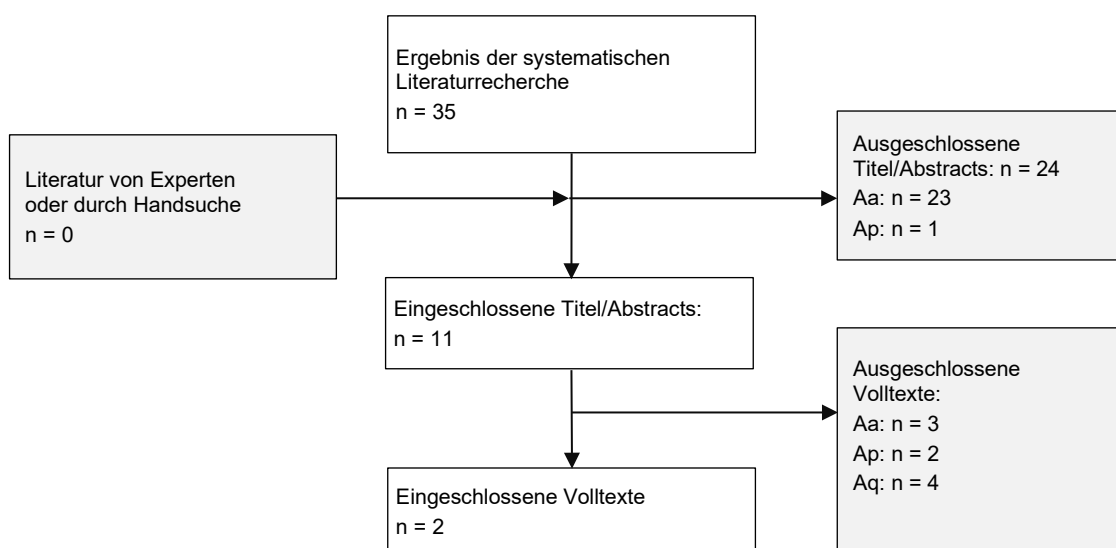 Ergebnis der systematischen
Literaturrecherche
n = 35
Literatur von Experten
oder durch Handsuche
n = 0
Ausgeschlossene
Titel/Abstracts: n = 24
Aa: n = 23
Ap: n = 1
Eingeschlossene Titel/Abstracts:
n = 11
Ausgeschlossene
Volltexte:
Aa: n = 3
Ap: n = 2
Aq: n = 4
Eingeschlossene Volltexte
n = 2